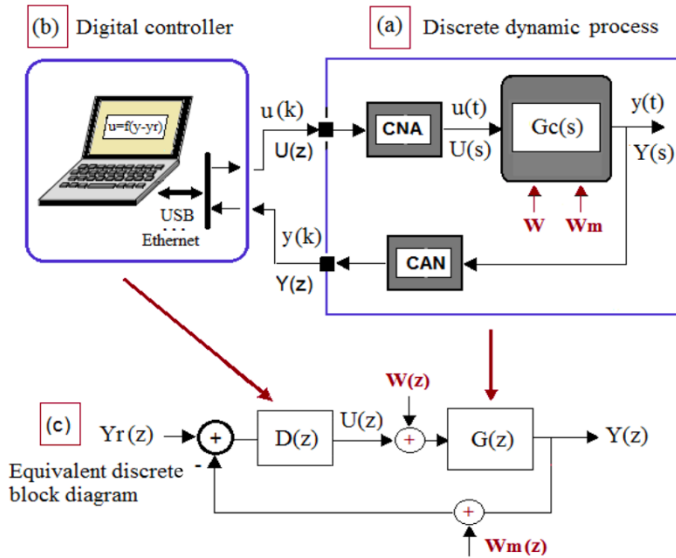 (b) Digital controller
(a) Discrete dynamic process
u=f(y-yr)
USB
...
Ethernet
u(k)
U(z)
CNA
u(t)
U(s)
Gc(s)
y(t)
Y(s)
W
Wm
y(k)
Y(z)
CAN
(c)
Yr(z)
+
-
D(z)
U(z)
W(z)
+
G(z)
Y(z)
Equivalent discrete
block diagram
+
Wm(z)